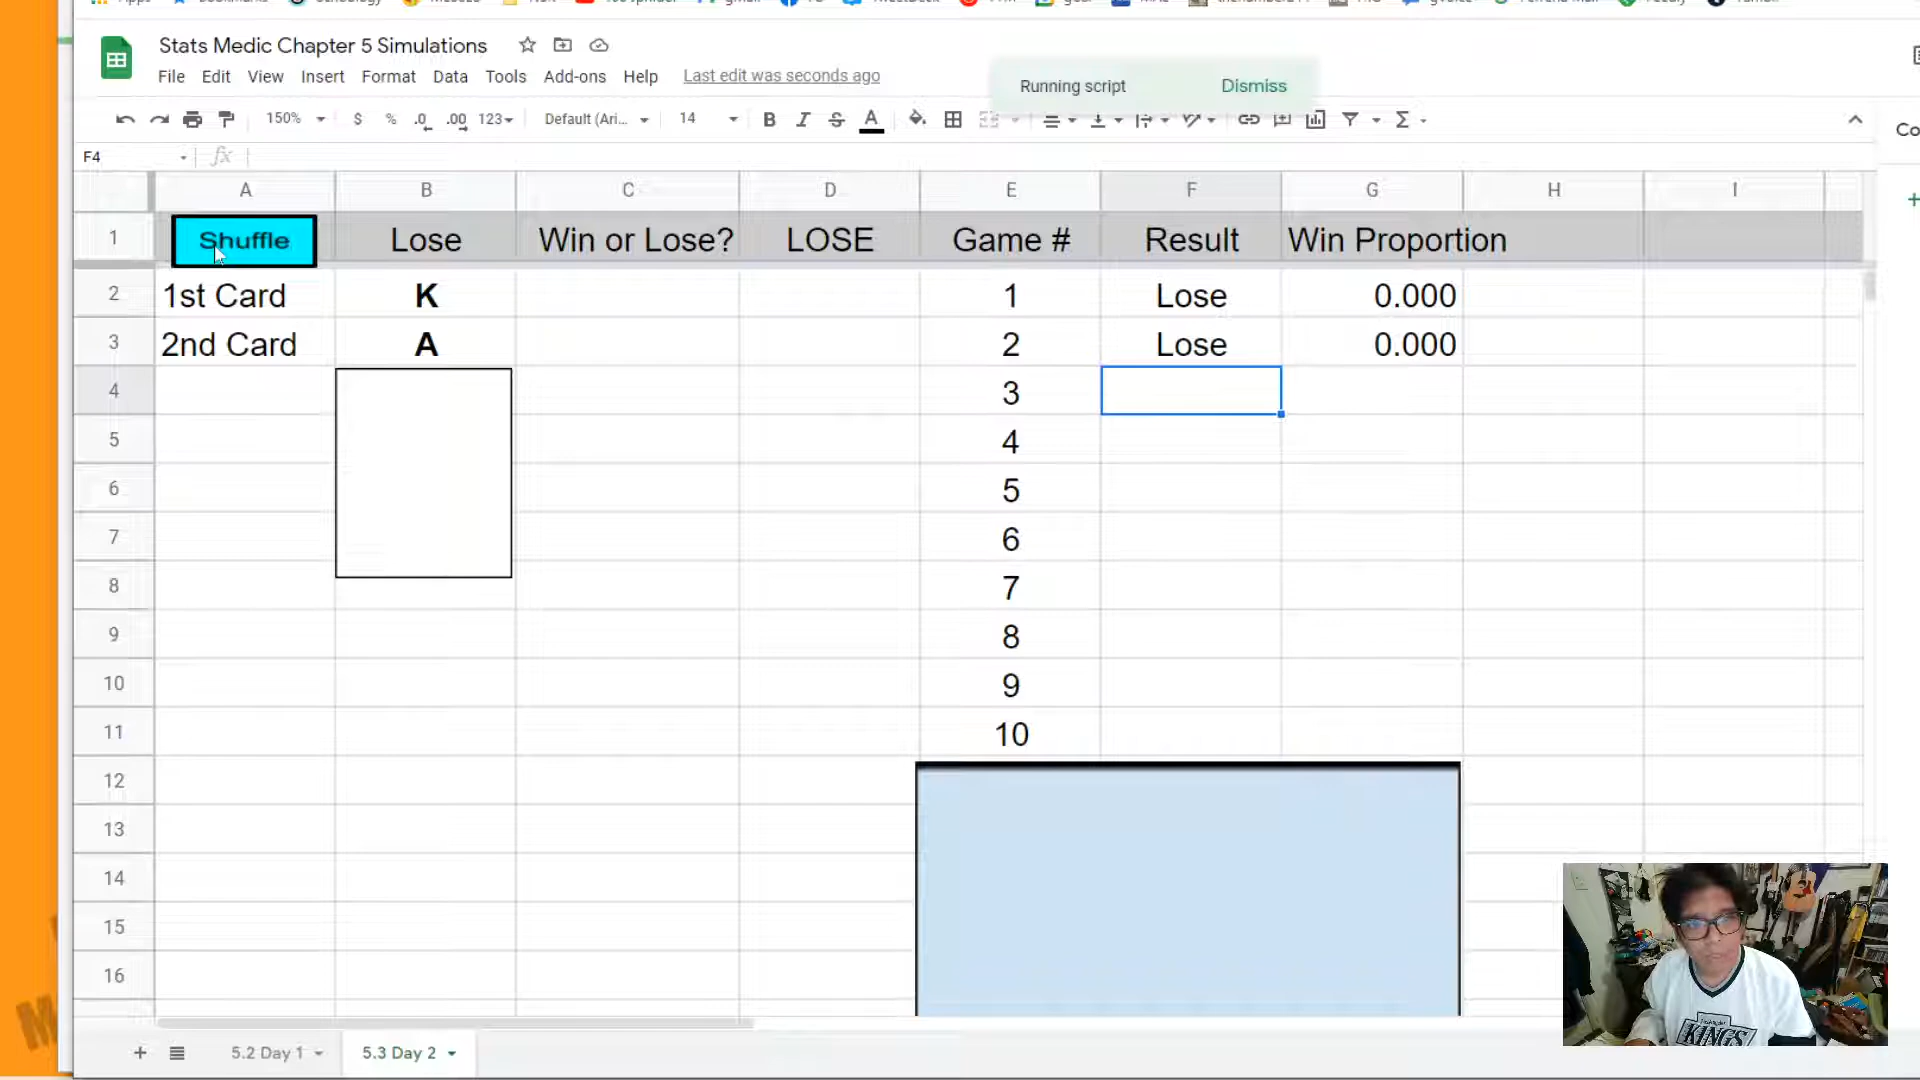 Stats Medic Chapter 5 Simulations
File Edit View Insert Format Data Tools Add-ons Help Last edit was seconds ago
Running script Dismiss
150% $ % .0 .00 123 Default (Ari... 14 B I S A
F4 fx
A B C D E F G H I
1 Shuffle Lose Win or Lose? LOSE Game # Result Win Proportion
2 1st Card K 1 Lose 0.000
3 2nd Card A 2 Lose 0.000
4 3
5 4
6 5
7 6
8 7
9 8
10 9
11 10
12
13
14
15
16
KINGS
5.2 Day 1 5.3 Day 2